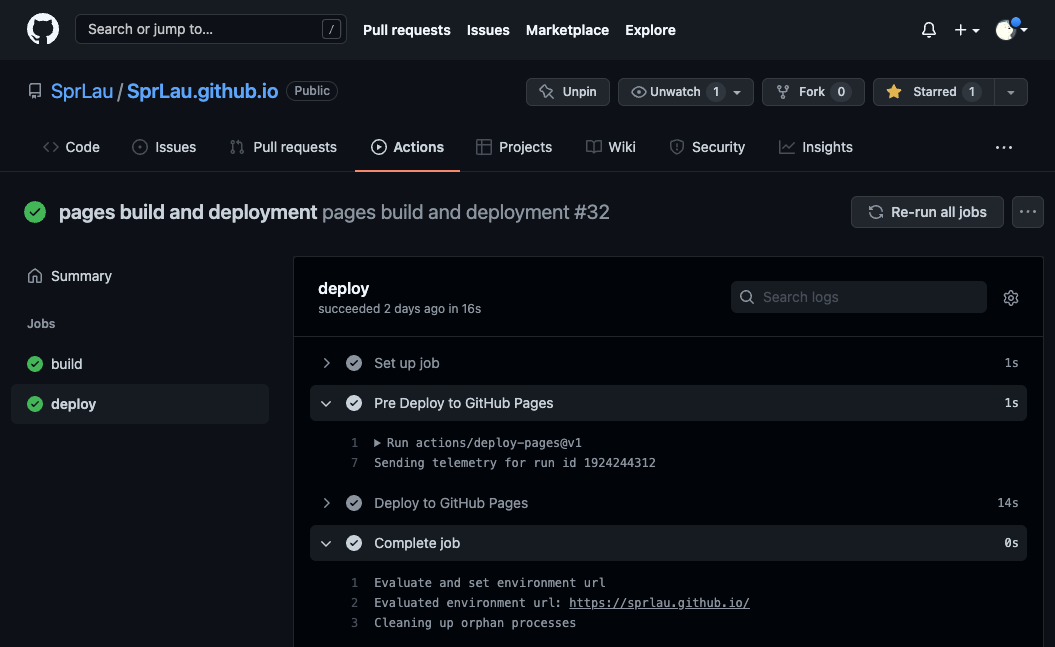 Search or jump to... /
Pull requests Issues Marketplace Explore
SprLau / SprLau.github.io Public
Unpin Unwatch 1 Fork 0 Starred 1
Code Issues Pull requests Actions Projects Wiki Security Insights
pages build and deployment pages build and deployment #32
Re-run all jobs
Summary
Jobs
build
deploy
deploy
succeeded 2 days ago in 16s
Search logs
Set up job 1s
Pre Deploy to GitHub Pages 1s
1 Run actions/deploy-pages@v1
7 Sending telemetry for run id 1924244312
Deploy to GitHub Pages 14s
Complete job 0s
1 Evaluate and set environment url
2 Evaluated environment url: https://sprlau.github.io/
3 Cleaning up orphan processes